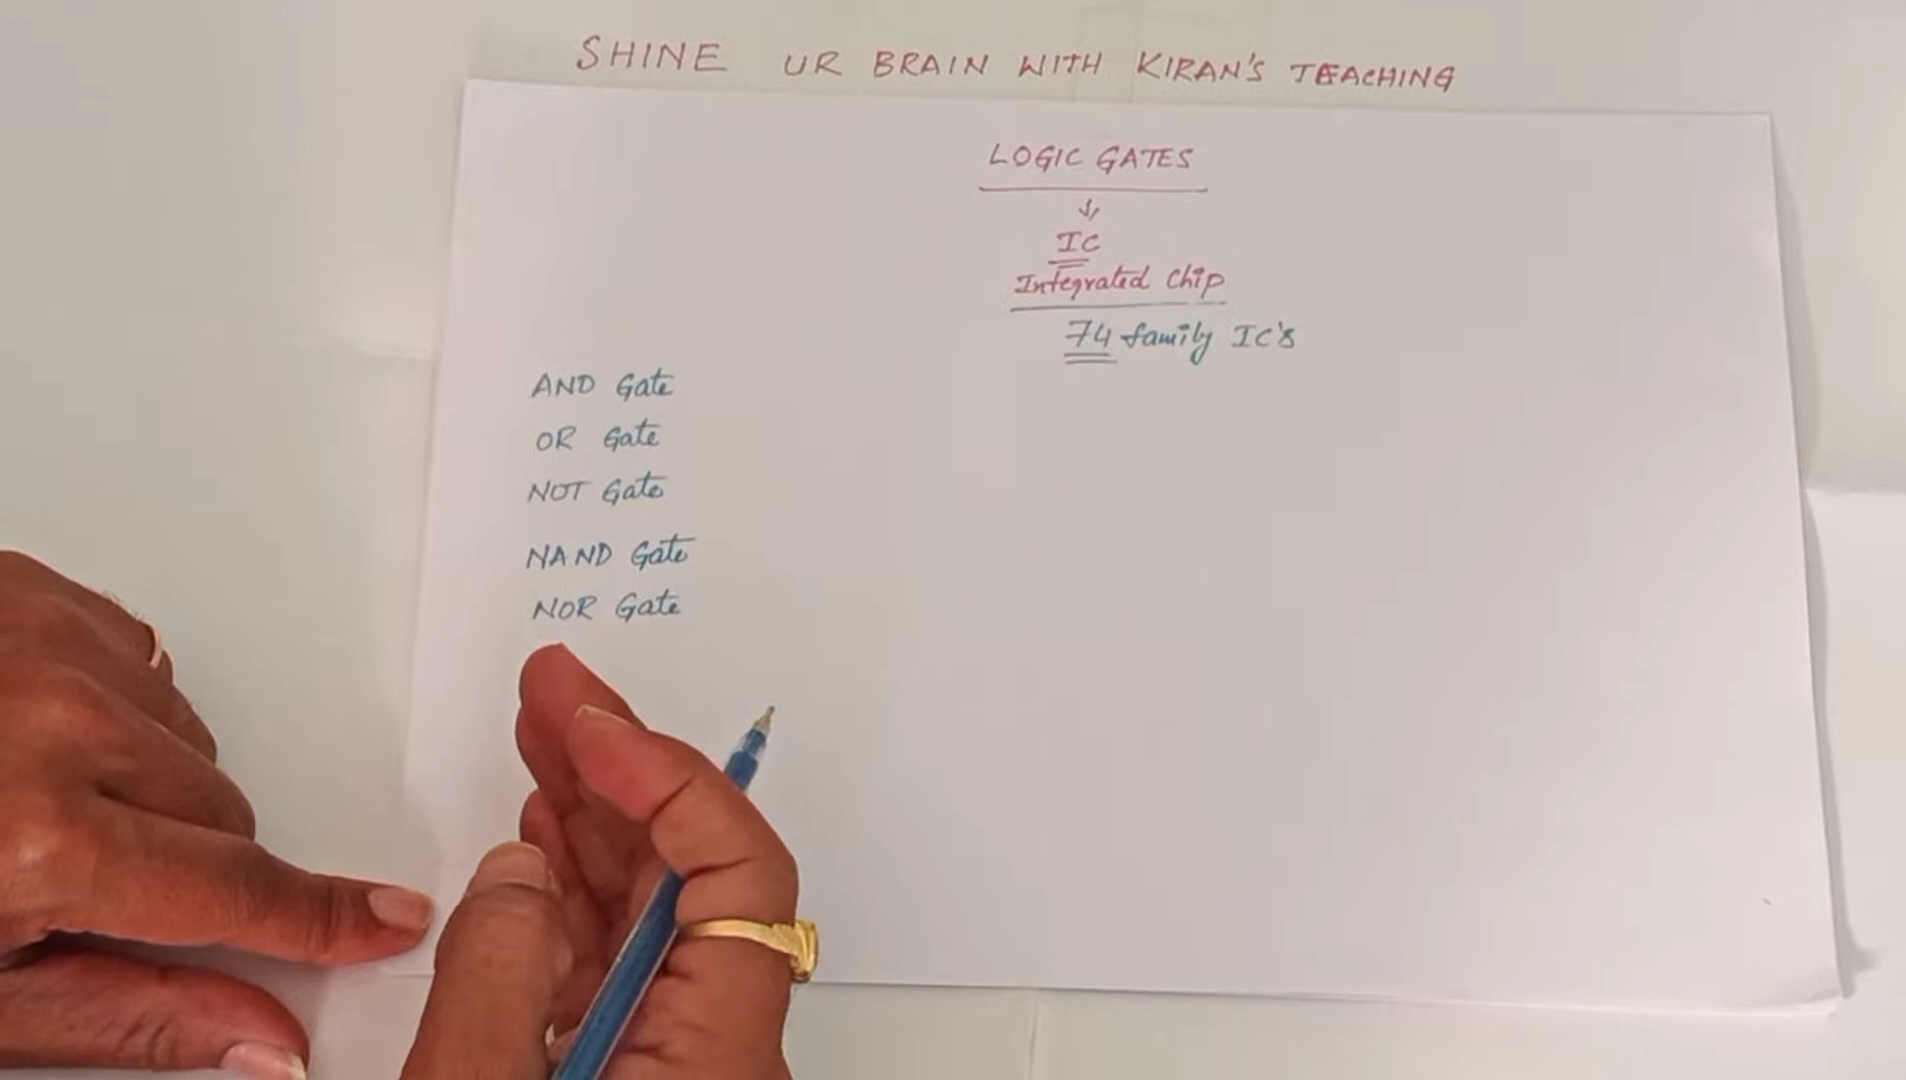 SHINE UR BRAIN WITH KIRAN'S TEACHING
LOGIC GATES
IC
Integrated Chip
74 family IC's
AND Gate
OR Gate
NOT Gate
NAND Gate
NOR Gate